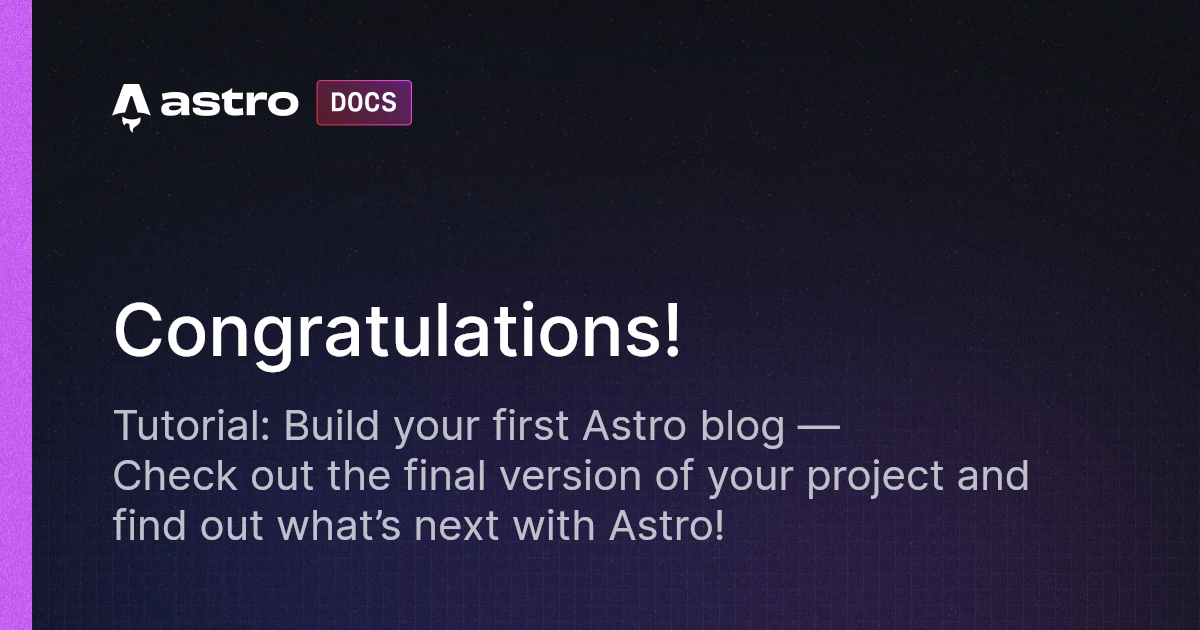 astro DOCS
Congratulations!
Tutorial: Build your first Astro blog —
Check out the final version of your project and
find out what’s next with Astro!